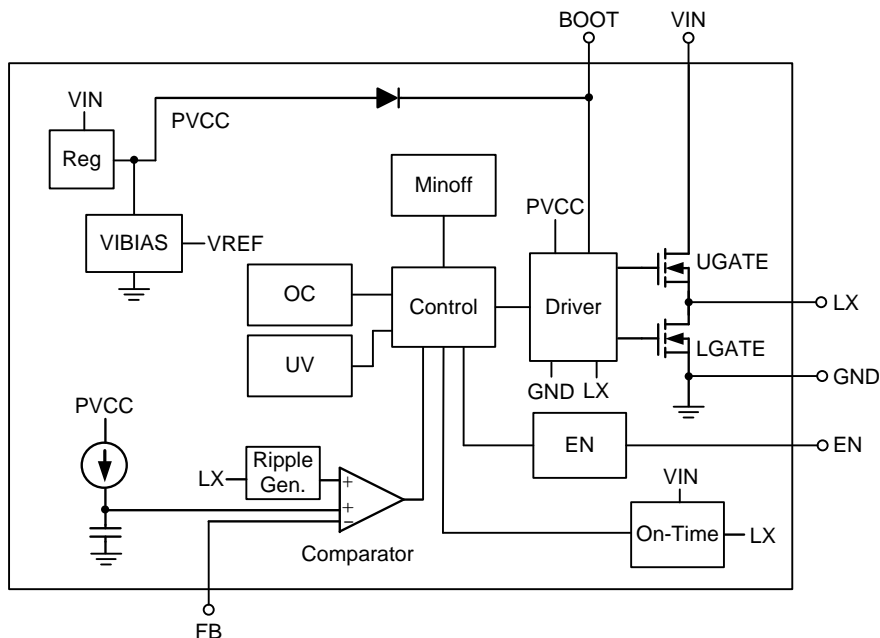 BOOT
VIN
VIN
PVCC
Reg
Minoff
PVCC
VIBIAS
VREF
UGATE
OC
Control
Driver
LX
UV
LGATE
GND
LX
GND
PVCC
EN
EN
LX
Ripple
Gen.
+
+
−
VIN
On-Time
LX
Comparator
FB